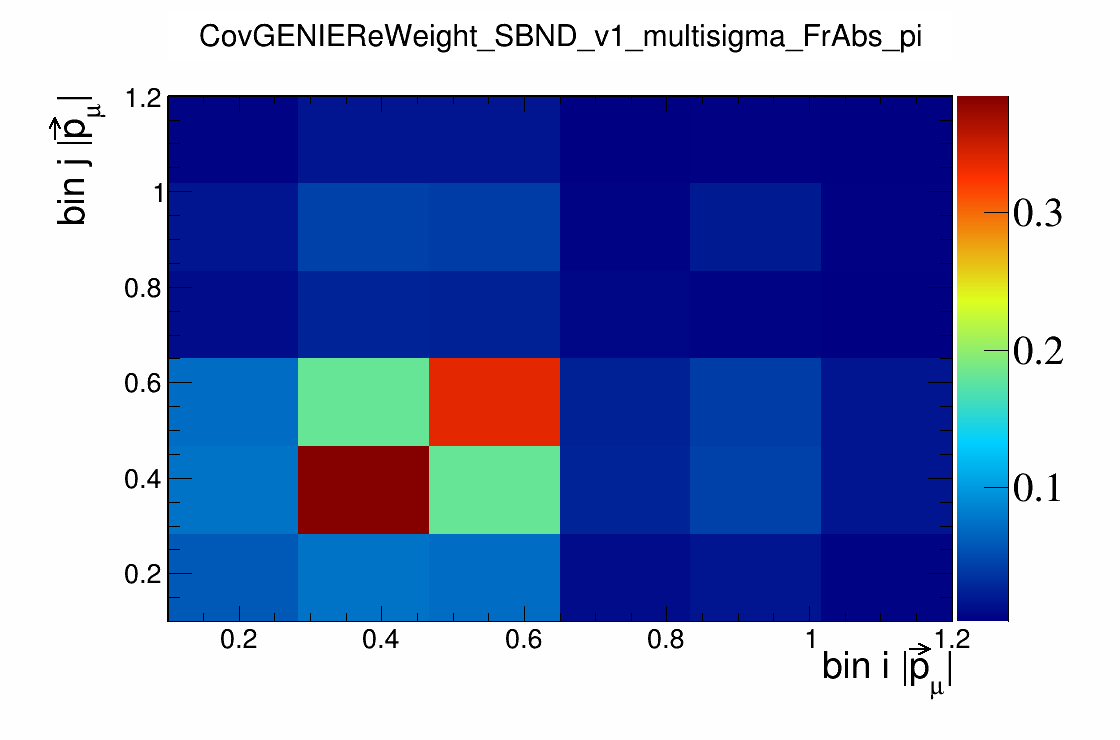 CovGENIEReWeight_SBND_v1_multisigma_FrAbs_pi
bin j |p⃗μ|
1.2
1
0.8
0.6
0.4
0.2
0.2 0.4 0.6 0.8 1 1.2
bin i |p⃗μ|
0.3
0.2
0.1